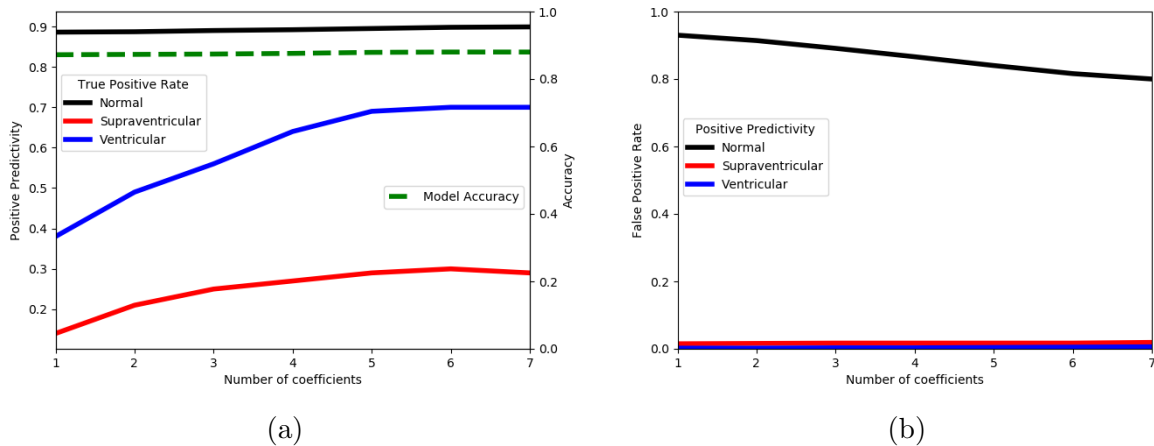 0.9
0.8
0.7
0.6
0.5
0.4
0.3
0.2
Positive Predictivity
True Positive Rate
Normal
Supraventricular
Ventricular
Model Accuracy
1.0
0.8
0.6
0.4
0.2
0.0
Accuracy
1 2 3 4 5 6 7
Number of coefficients
(a)
1.0
0.8
0.6
0.4
0.2
0.0
False Positive Rate
Positive Predictivity
Normal
Supraventricular
Ventricular
1 2 3 4 5 6 7
Number of coefficients
(b)